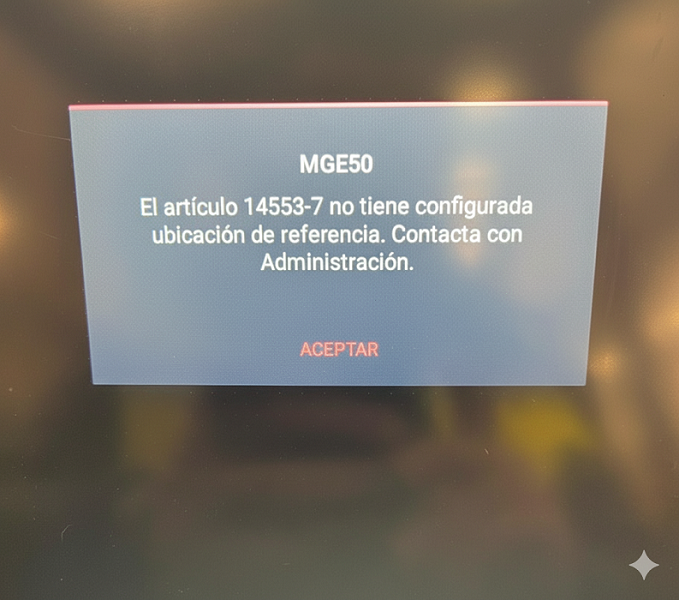 MGE50
El artículo 14553-7 no tiene configurada
ubicación de referencia. Contacta con
Administración.
ACEPTAR